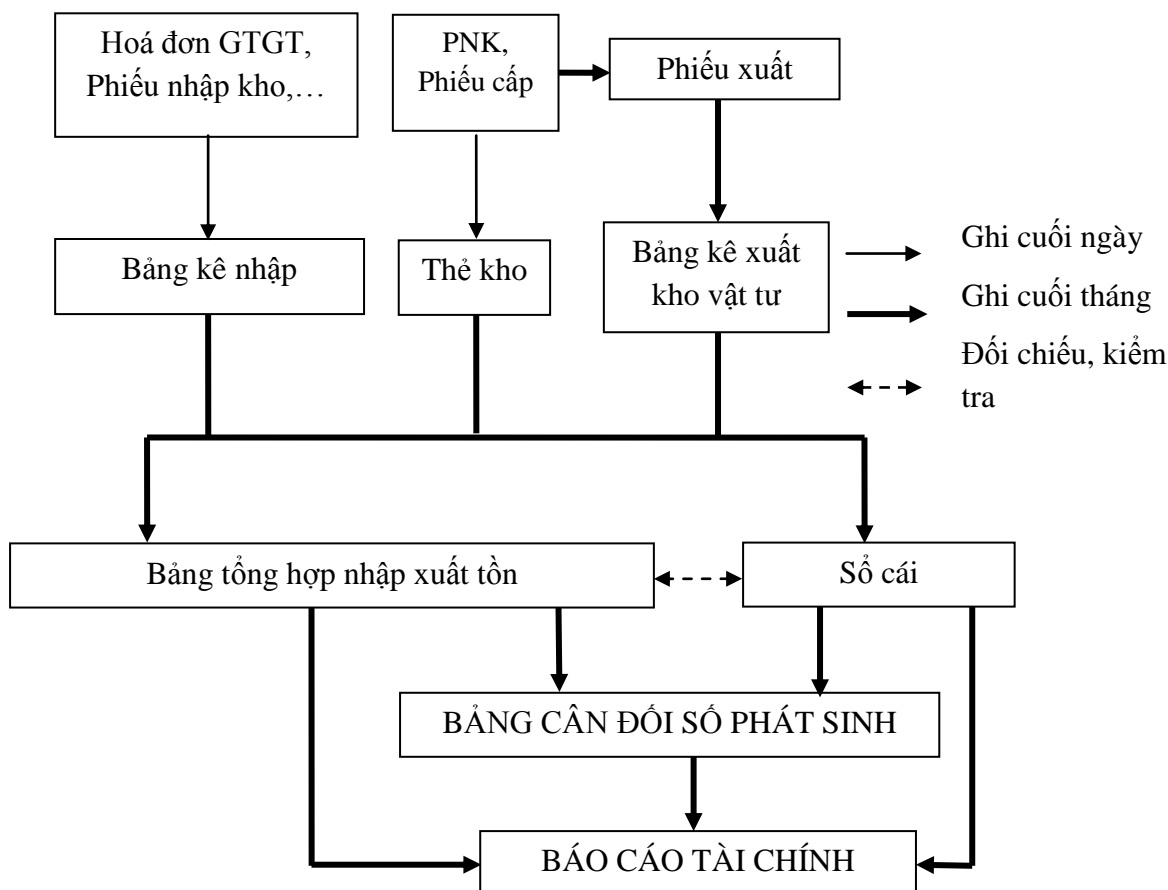 Hoá đơn GTGT,
Phiếu nhập kho,…
PNK,
Phiếu cấp
Phiếu xuất
Bảng kê nhập
Thẻ kho
Bảng kê xuất
kho vật tư
Ghi cuối ngày
Ghi cuối tháng
Đối chiếu, kiểm
tra
Bảng tổng hợp nhập xuất tồn
Sổ cái
BẢNG CÂN ĐỐI SỐ PHÁT SINH
BÁO CÁO TÀI CHÍNH